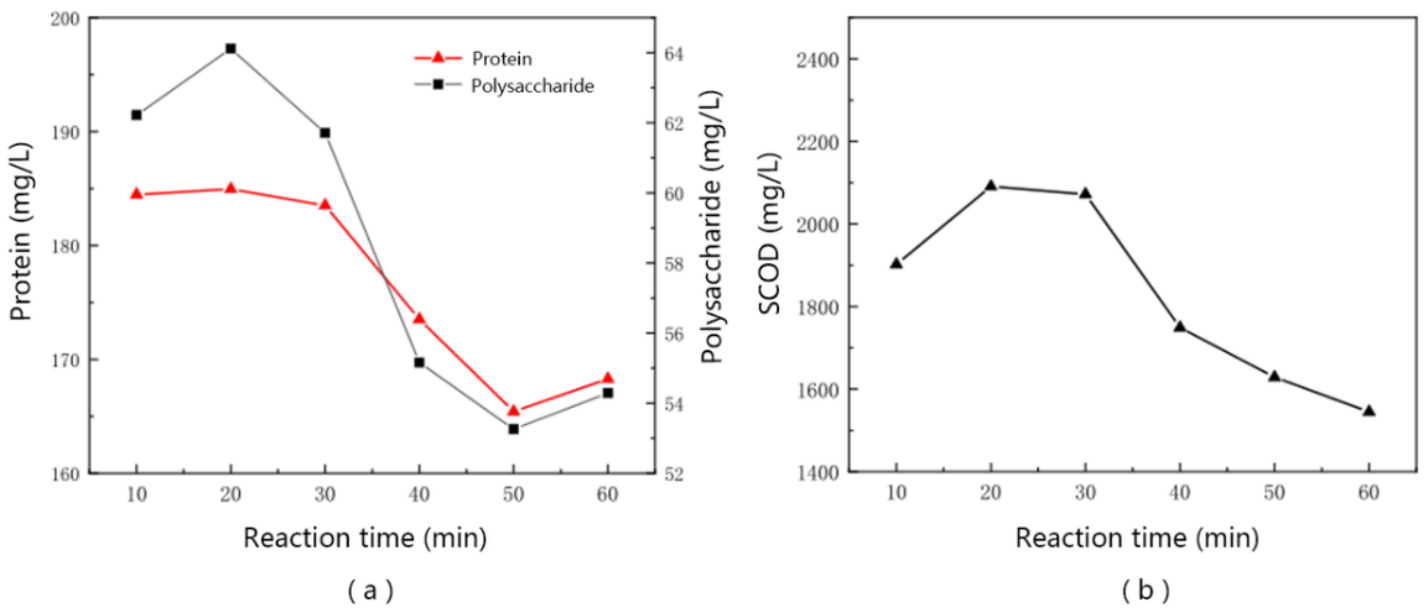 200
190
180
170
160
Protein (mg/L)
Protein
Polysaccharide
64
62
60
58
56
54
52
Polysaccharide (mg/L)
10 20 30 40 50 60
Reaction time (min)
( a )
2400
2200
2000
1800
1600
1400
SCOD (mg/L)
10 20 30 40 50 60
Reaction time (min)
( b )